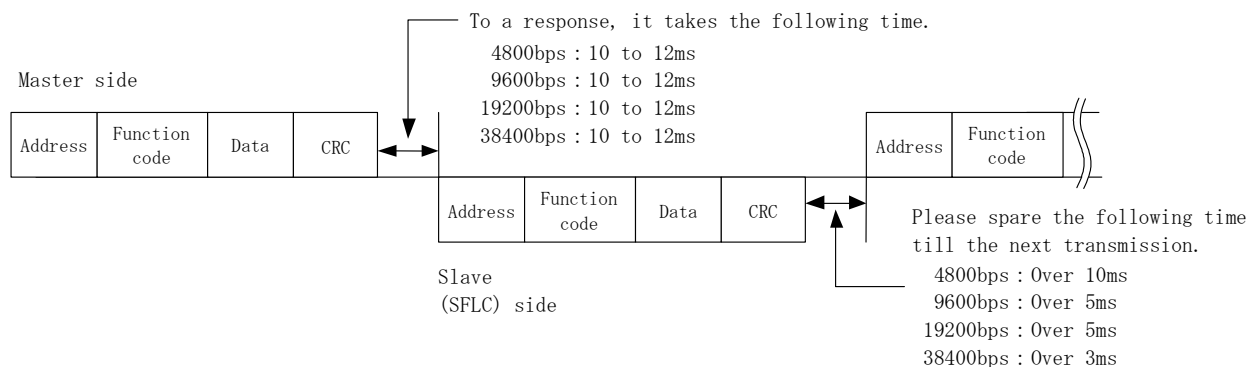 To a response, it takes the following time.
4800bps：10 to 12ms
9600bps：10 to 12ms
19200bps：10 to 12ms
38400bps：10 to 12ms
Master side
Address
Function
code
Data
CRC
Address
Function
code
Address
Function
code
Data
CRC
Slave
(SFLC) side
Please spare the following time
till the next transmission.
4800bps：Over 10ms
9600bps：Over 5ms
19200bps：Over 5ms
38400bps：Over 3ms